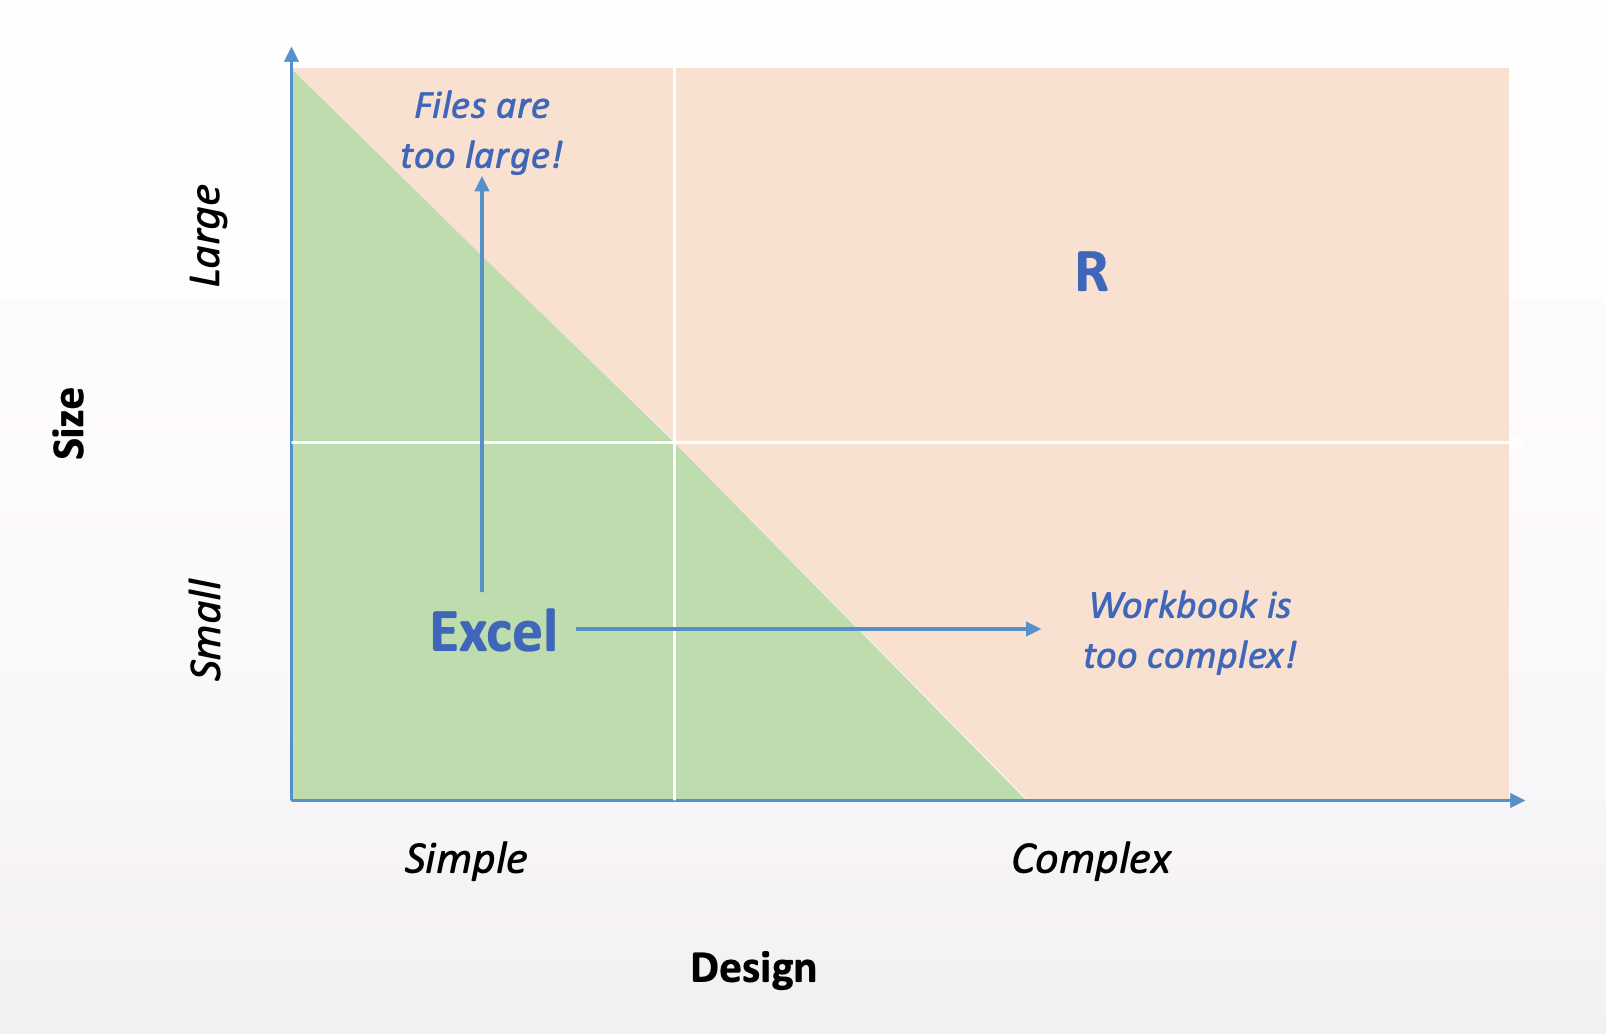 Files are
too large!
Large
R
Size
Small
Excel
Workbook is
too complex!
Simple
Complex
Design